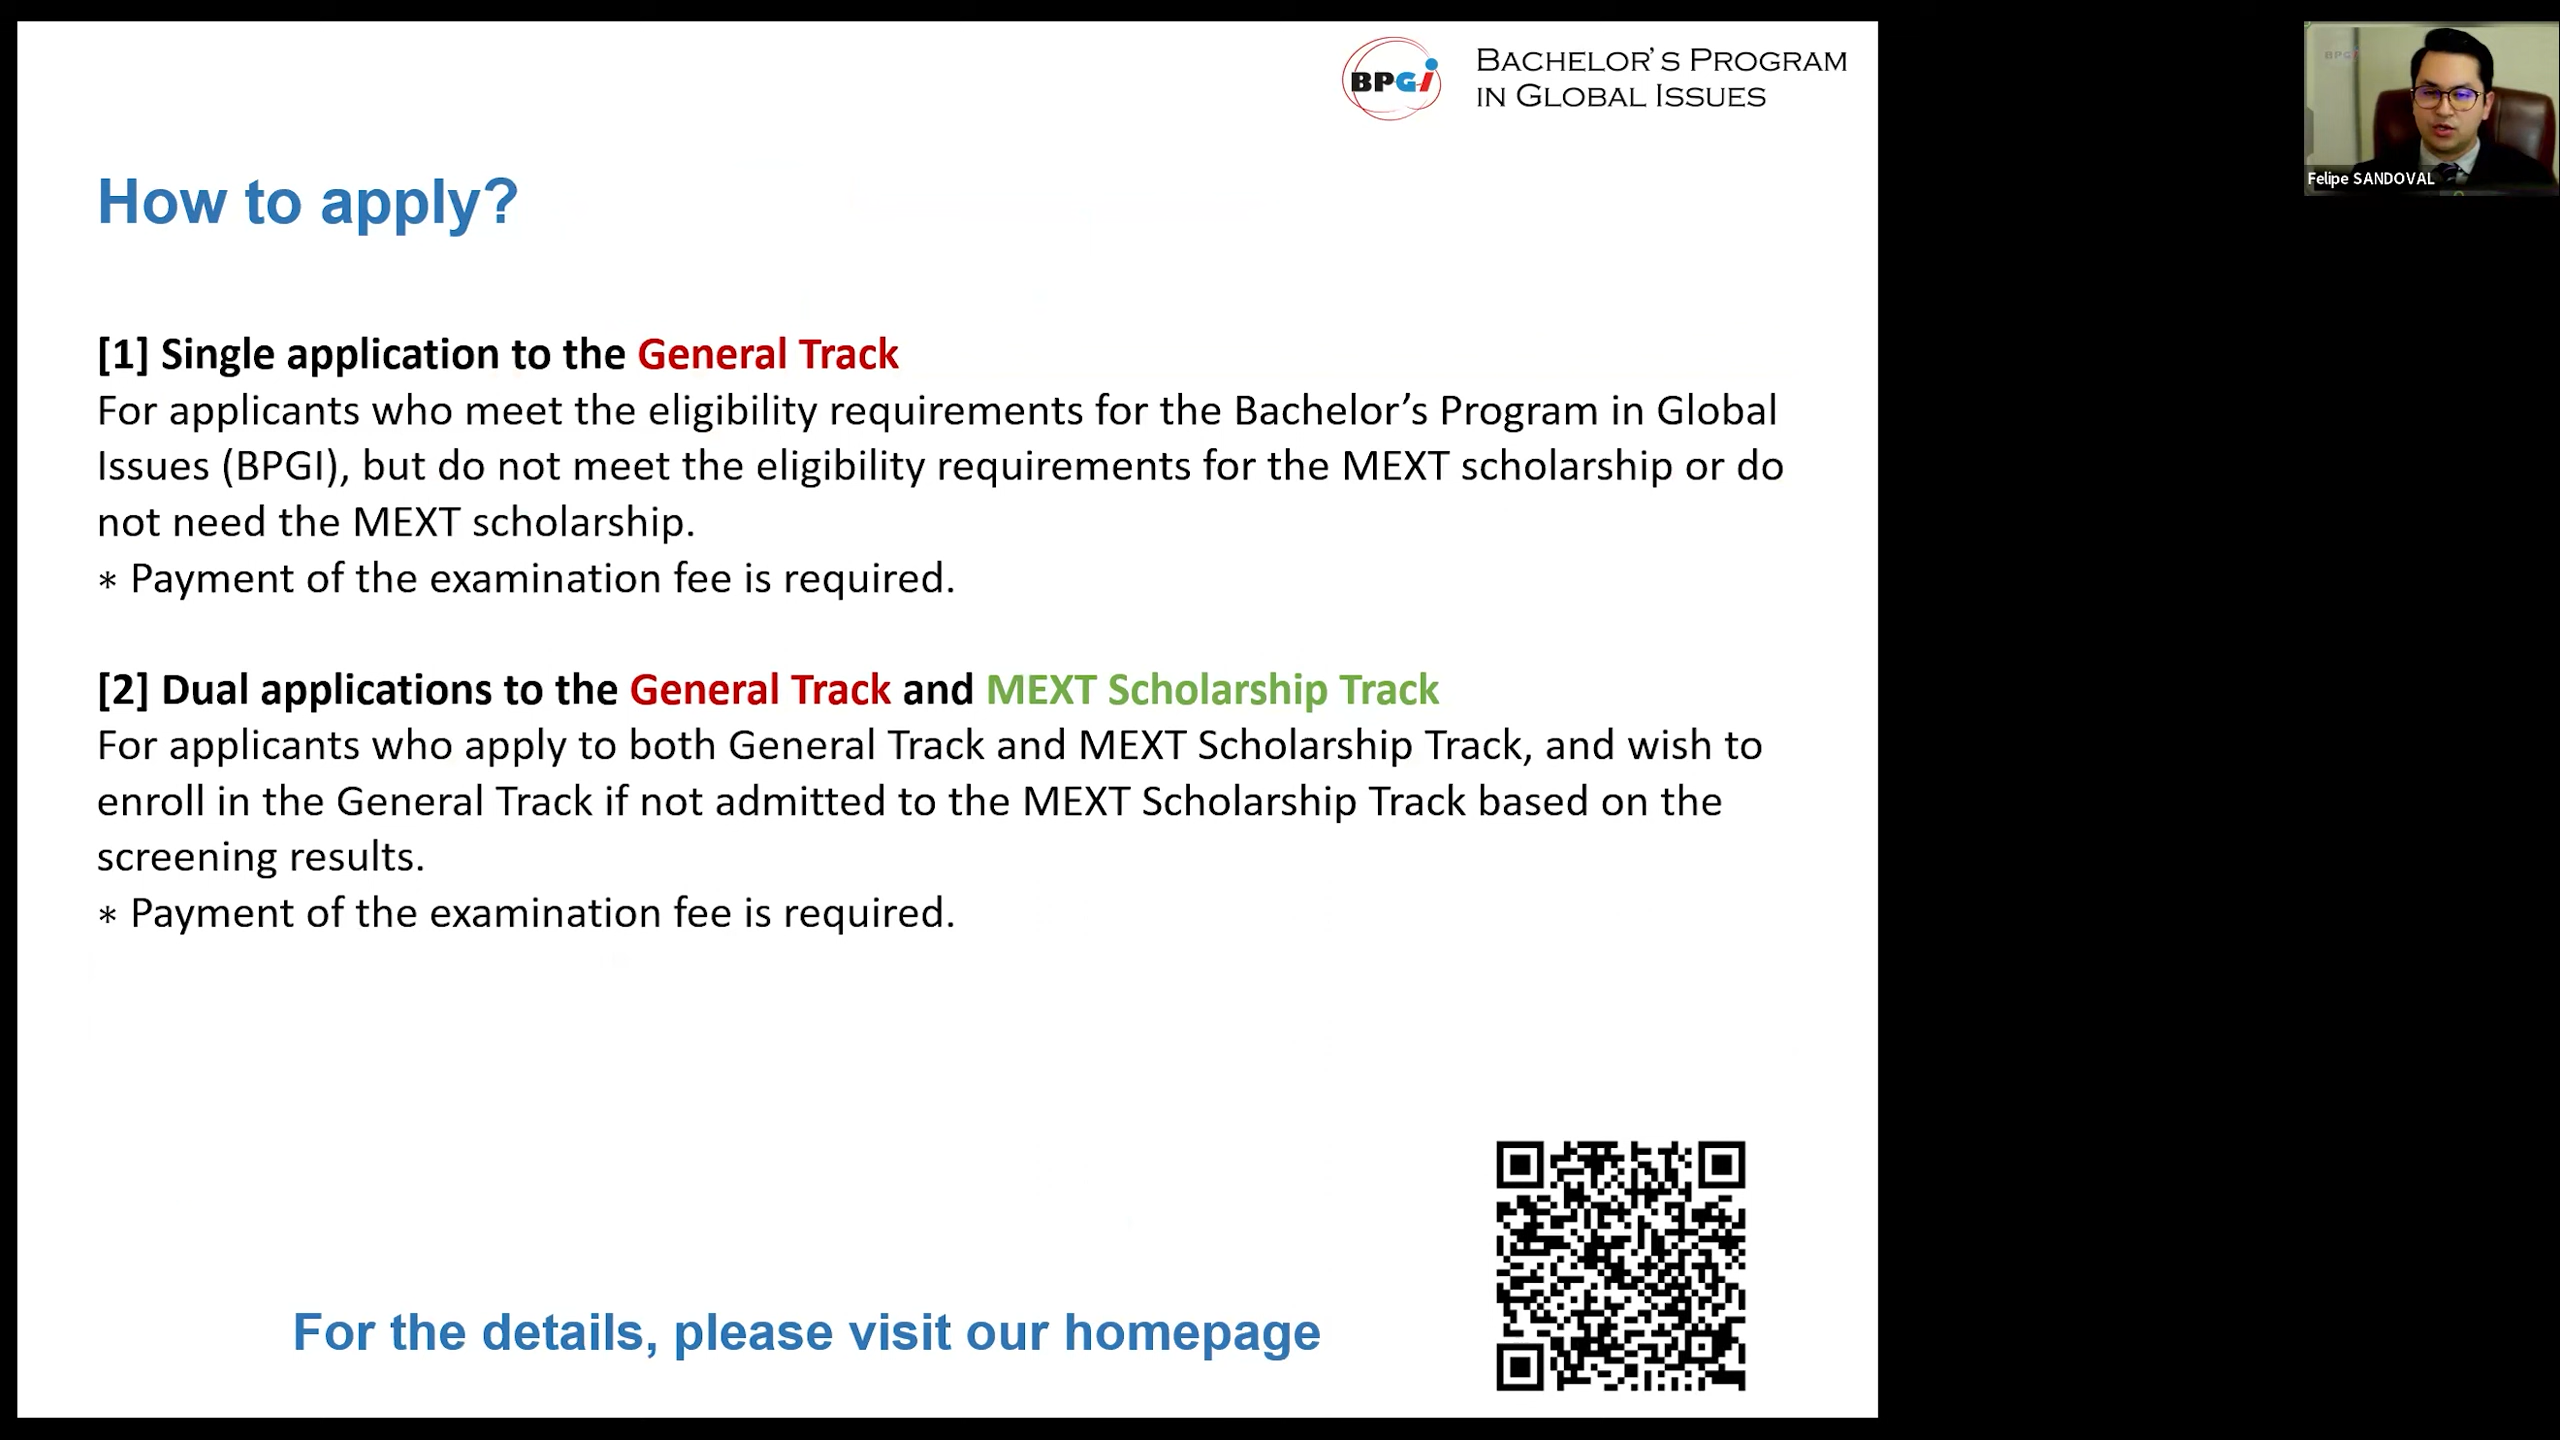 BPGi
BACHELOR'S PROGRAM
IN GLOBAL ISSUES
BPGi
Felipe SANDOVAL
How to apply?
[1] Single application to the General Track
For applicants who meet the eligibility requirements for the Bachelor’s Program in Global
Issues (BPGI), but do not meet the eligibility requirements for the MEXT scholarship or do
not need the MEXT scholarship.
* Payment of the examination fee is required.
[2] Dual applications to the General Track and MEXT Scholarship Track
For applicants who apply to both General Track and MEXT Scholarship Track, and wish to
enroll in the General Track if not admitted to the MEXT Scholarship Track based on the
screening results.
* Payment of the examination fee is required.
For the details, please visit our homepage